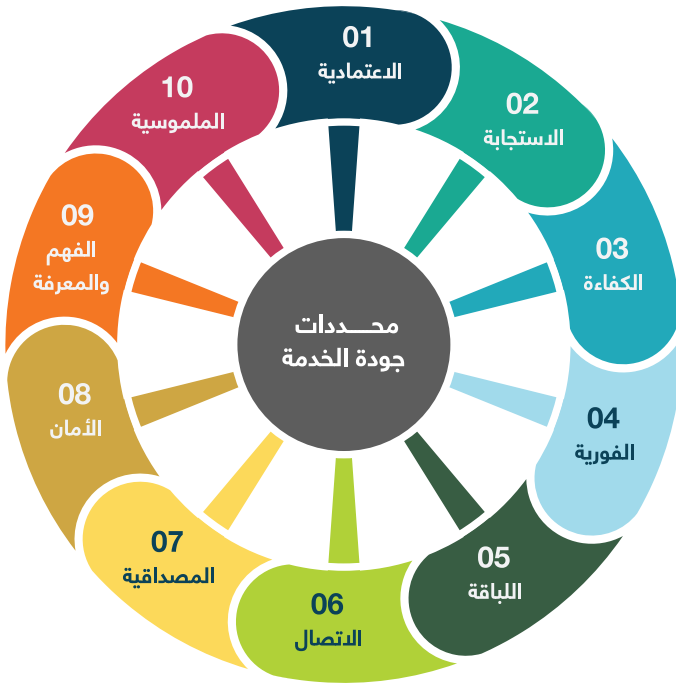 محــــددات
جودة الخدمة
01
الاعتمادية
02
الاستجابة
03
الكفاءة
04
الفورية
05
اللباقة
06
الاتصال
07
المصداقية
08
الأمان
09
الفهم
والمعرفة
10
الملموسية